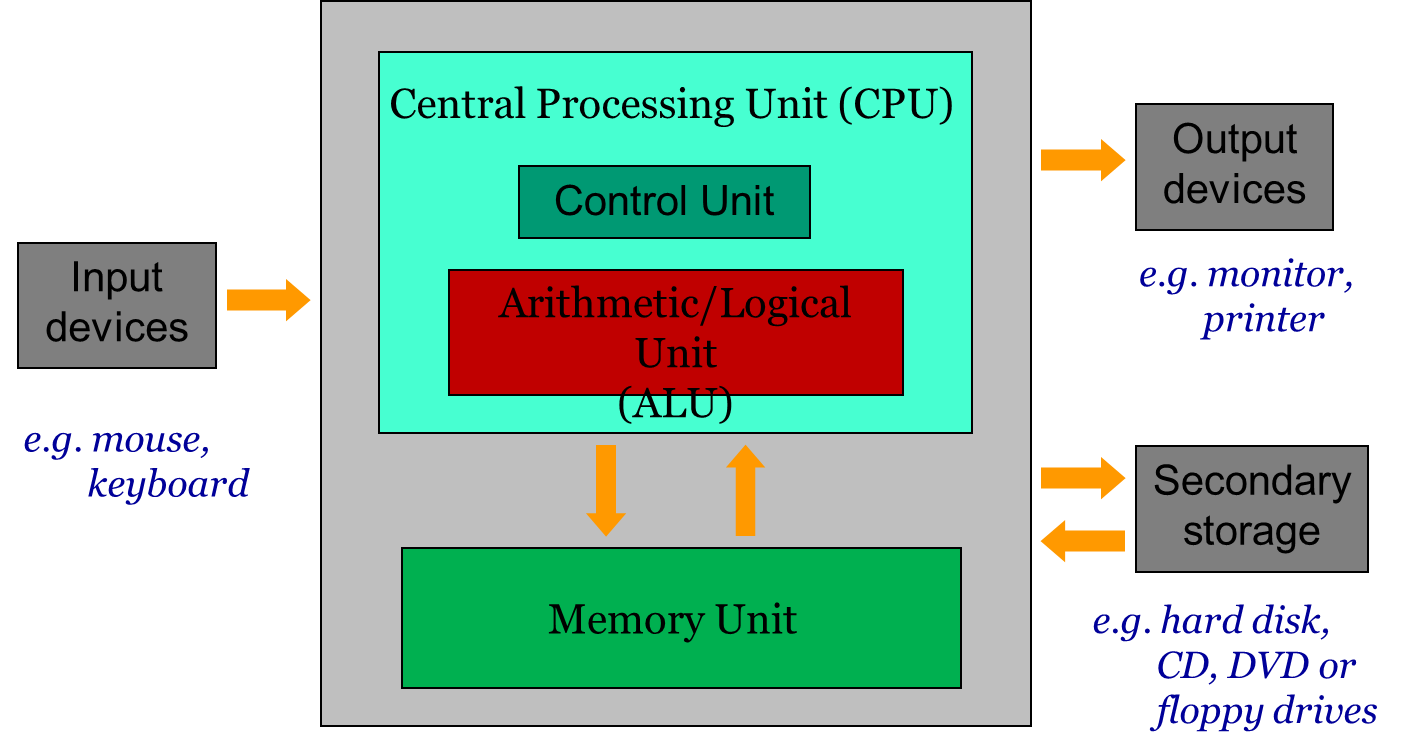 Central Processing Unit (CPU)
Control Unit
Arithmetic/Logical
Unit
(ALU)
Memory Unit
Input
devices
e.g. mouse,
keyboard
Output
devices
e.g. monitor,
printer
Secondary
storage
e.g. hard disk,
CD, DVD or
floppy drives